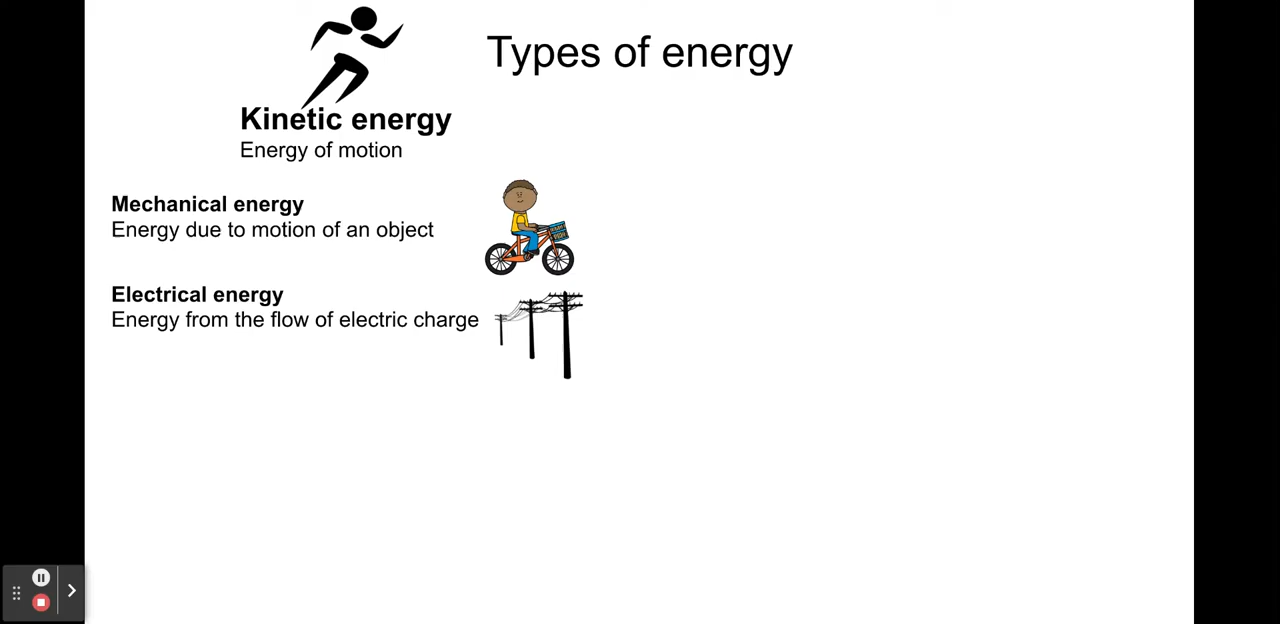 Types of energy
Kinetic energy
Energy of motion
Mechanical energy
Energy due to motion of an object
Electrical energy
Energy from the flow of electric charge